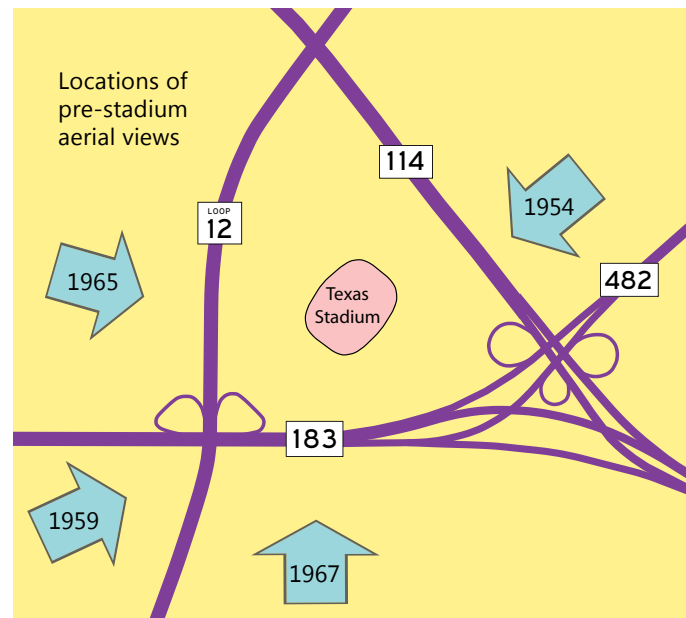 Locations of
pre-stadium
aerial views
114
1954
LOOP
12
1965
482
Texas
Stadium
183
1959
1967